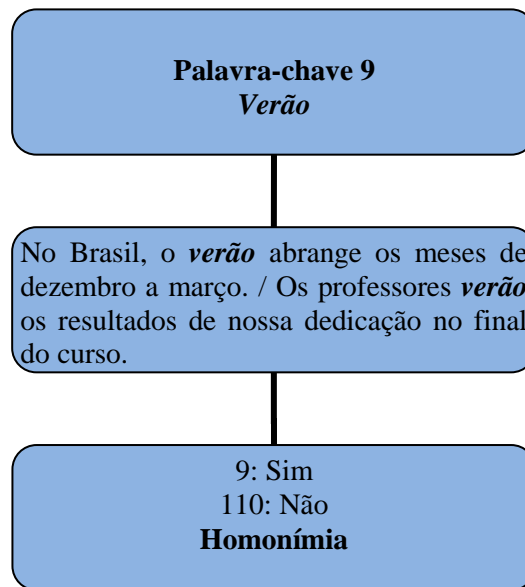 Palavra-chave 9
Verão
No Brasil, o verão abrange os meses de
dezembro a março. / Os professores verão
os resultados de nossa dedicação no final
do curso.
9: Sim
110: Não
Homonímia